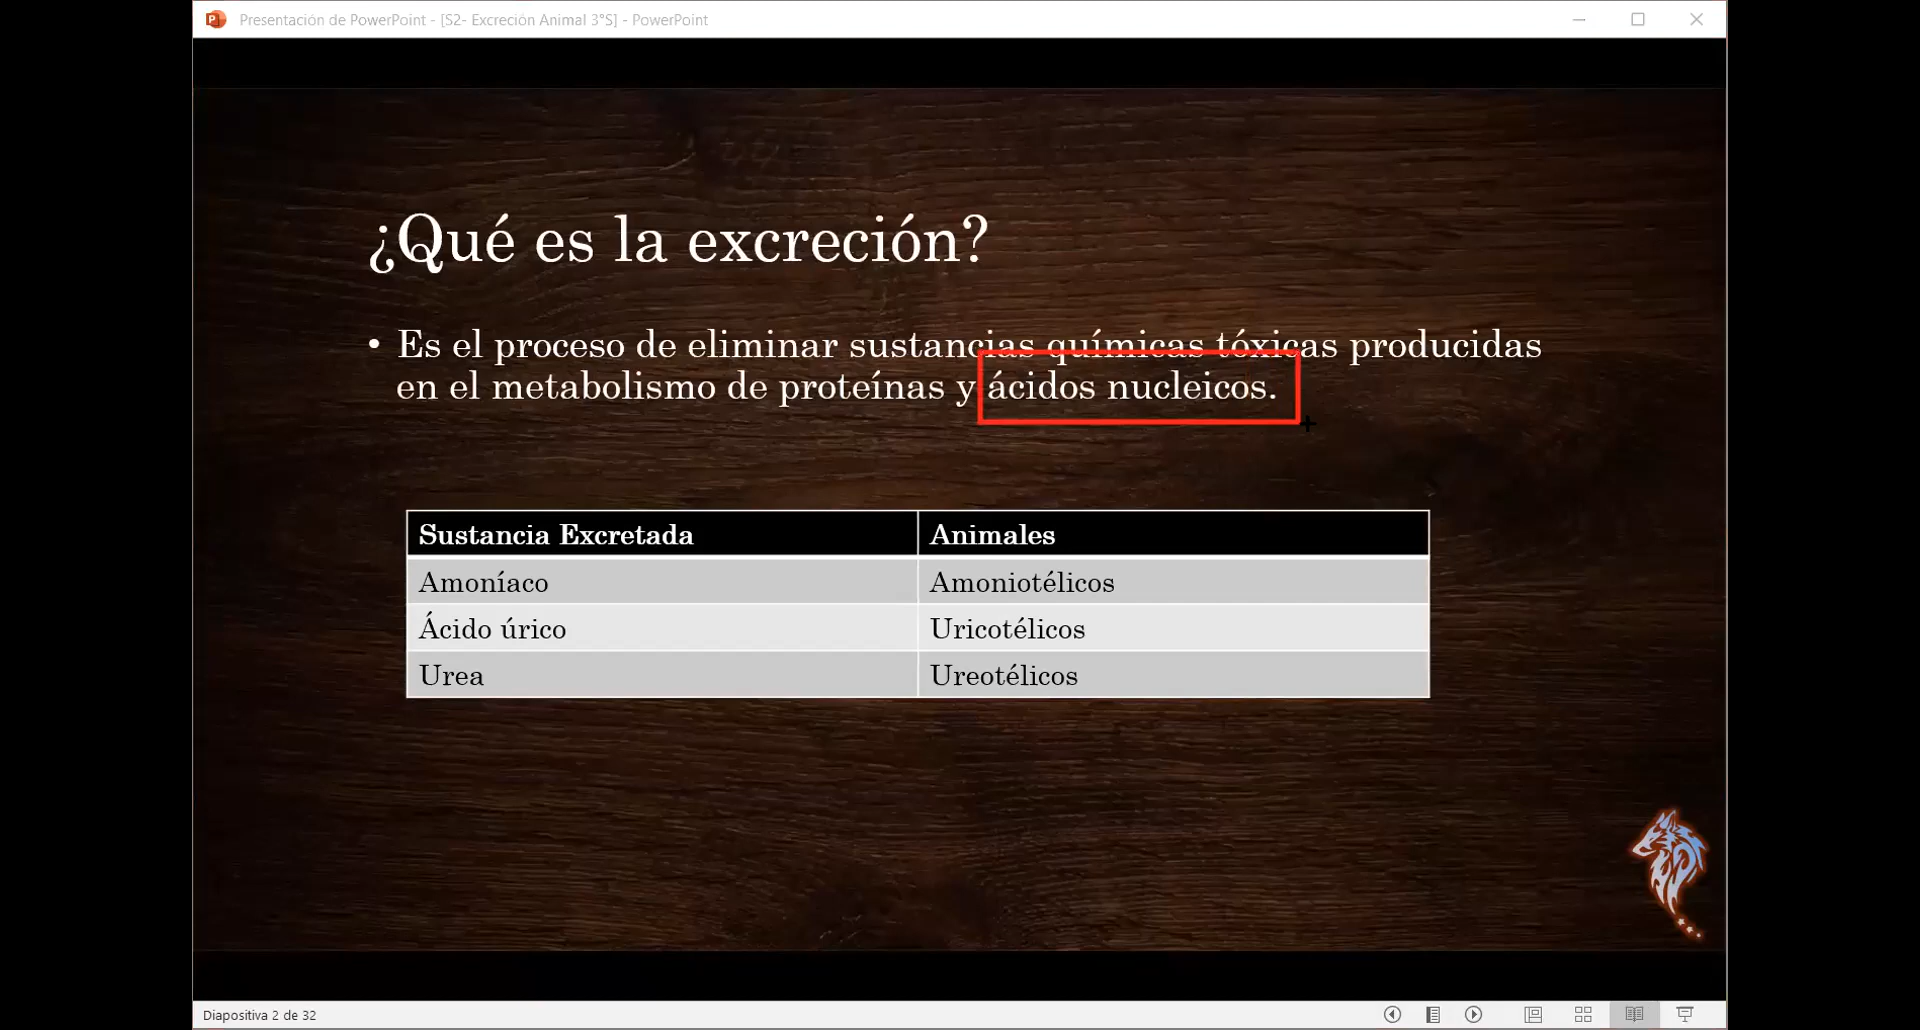 Presentación de PowerPoint - [S2- Excreción Animal 3°S] - PowerPoint
¿Qué es la excreción?
• Es el proceso de eliminar sustancias químicas tóxicas producidas
en el metabolismo de proteínas y ácidos nucleicos.
Sustancia Excretada Animales
Amoníaco Amoniotélicos
Ácido úrico Uricotélicos
Urea Ureotélicos
Diapositiva 2 de 32